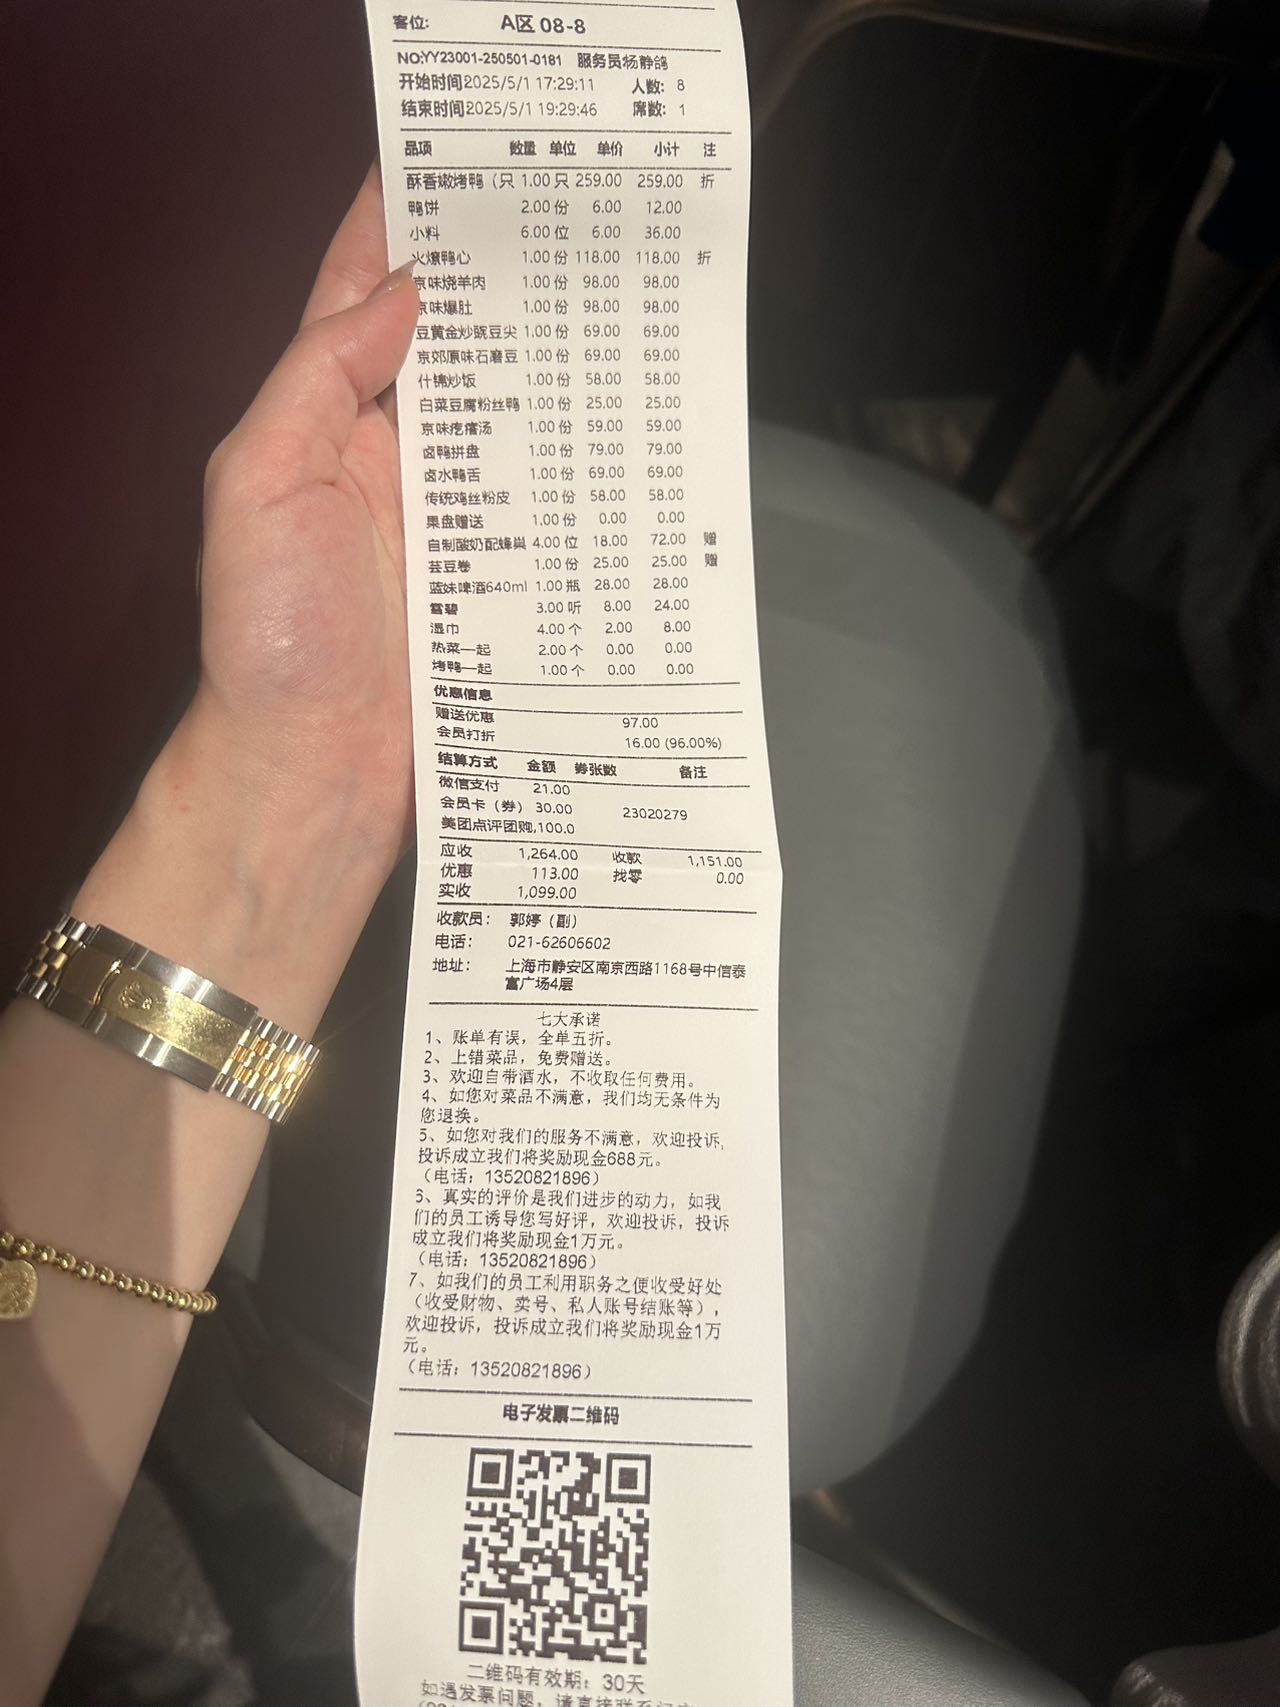 客位: A区 08-8
NO:YY23001-250501-0181 服务员杨静鸽
开始时间2025/5/1 17:29:11 人数: 8
结束时间2025/5/1 19:29:46 席数: 1
品项 数量 单位 单价 小计 注
酥香嫩烤鸭（只 1.00 只 259.00 259.00 折
鸭饼 2.00 份 6.00 12.00
小料 6.00 位 6.00 36.00
火燎鸭心 1.00 份 118.00 118.00 折
京味烧羊肉 1.00 份 98.00 98.00
京味爆肚 1.00 份 98.00 98.00
豆黄金炒豌豆尖 1.00 份 69.00 69.00
京郊原味石磨豆 1.00 份 69.00 69.00
什锦炒饭 1.00 份 58.00 58.00
白菜豆腐粉丝鸭 1.00 份 25.00 25.00
京味疙瘩汤 1.00 份 59.00 59.00
卤鸭拼盘 1.00 份 79.00 79.00
卤水鸭舌 1.00 份 69.00 69.00
传统鸡丝粉皮 1.00 份 58.00 58.00
果盘赠送 1.00 份 0.00 0.00
自制酸奶配蜂巢 4.00 位 18.00 72.00 赠
芸豆卷 1.00 份 25.00 25.00 赠
蓝妹啤酒640ml 1.00 瓶 28.00 28.00
雪碧 3.00 听 8.00 24.00
湿巾 4.00 个 2.00 8.00
热菜一起 2.00 个 0.00 0.00
烤鸭一起 1.00 个 0.00 0.00
优惠信息
赠送优惠 97.00
会员打折 16.00 (96.00%)
结算方式 金额 券张数 备注
微信支付 21.00
会员卡（券） 30.00 23020279
美团点评团购,100.0
应收 1,264.00 收款 1,151.00
优惠 113.00 找零 0.00
实收 1,099.00
收款员: 郭婷（副）
电话: 021-62606602
地址: 上海市静安区南京西路1168号中信泰
富广场4层
七大承诺
1、账单有误，全单五折。
2、上错菜品，免费赠送。
3、欢迎自带酒水，不收取任何费用。
4、如您对菜品不满意，我们均无条件为
您退换。
5、如您对我们的服务不满意，欢迎投诉,
投诉成立我们将奖励现金688元。
（电话：13520821896）
6、真实的评价是我们进步的动力，如我
们的员工诱导您写好评，欢迎投诉，投诉
成立我们将奖励现金1万元。
（电话：13520821896）
7、如我们的员工利用职务之便收受好处
（收受财物、卖号、私人账号结账等），
欢迎投诉，投诉成立我们将奖励现金1万
元。
（电话：13520821896）
电子发票二维码
二维码有效期：30天
如遇发票问题，请直接联系门店